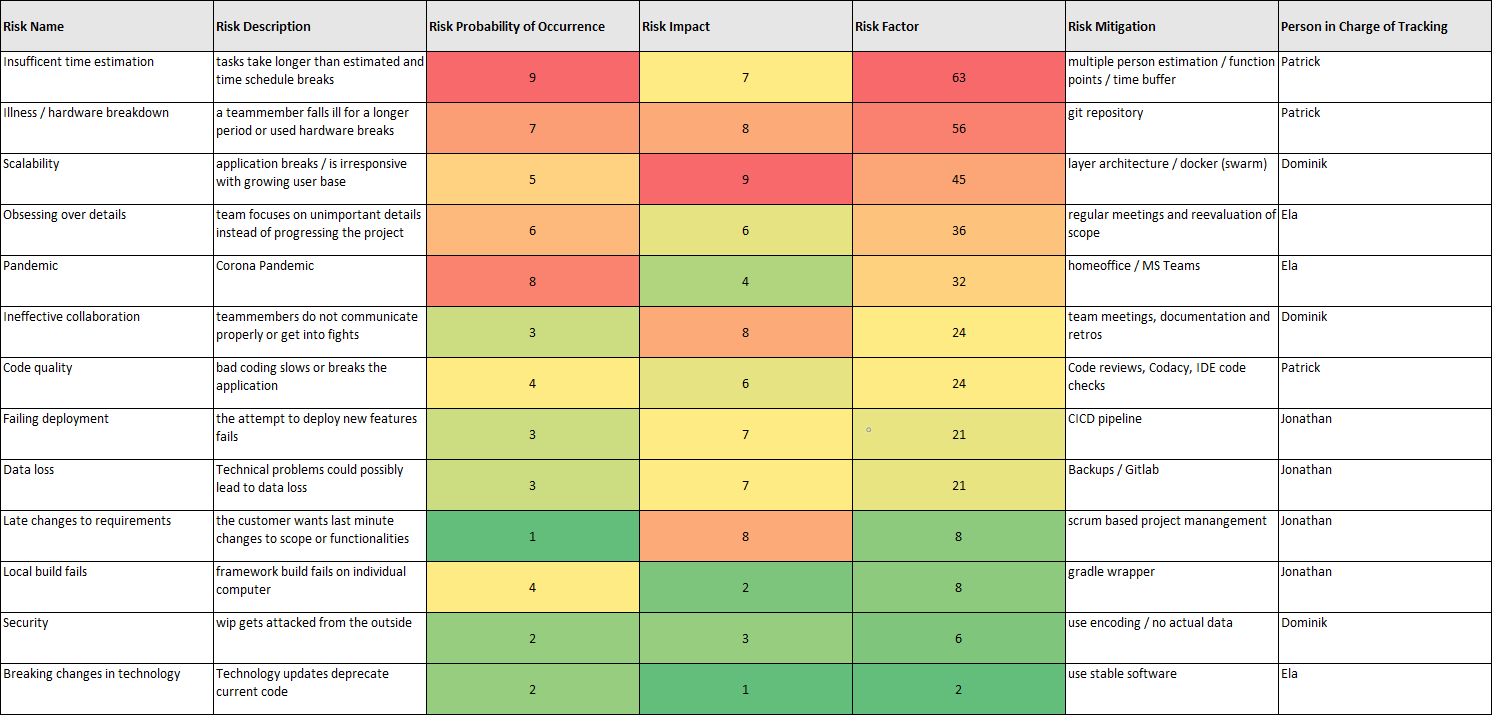 Risk Name Risk Description Risk Probability of Occurrence Risk Impact Risk Factor Risk Mitigation Person in Charge of Tracking
Insufficent time estimation tasks take longer than estimated and 9 7 63 multiple person estimation / function Patrick
time schedule breaks points / time buffer
Illness / hardware breakdown a teammember falls ill for a longer 7 8 56 git repository Patrick
period or used hardware breaks
Scalability application breaks / is irresponsive 5 9 45 layer architecture / docker (swarm) Dominik
with growing user base
Obsessing over details team focuses on unimportant details 6 6 36 regular meetings and reevaluation of Ela
instead of progressing the project scope
Pandemic Corona Pandemic 8 4 32 homeoffice / MS Teams Ela
Ineffective collaboration teammembers do not communicate 3 8 24 team meetings, documentation and Dominik
properly or get into fights retros
Code quality bad coding slows or breaks the 4 6 24 Code reviews, Codacy, IDE code Patrick
application checks
Failing deployment the attempt to deploy new features 3 7 21 CICD pipeline Jonathan
fails
Data loss Technical problems could possibly 3 7 21 Backups / Gitlab Jonathan
lead to data loss
Late changes to requirements the customer wants last minute 1 8 8 scrum based project manangement Jonathan
changes to scope or functionalities
Local build fails framework build fails on individual 4 2 8 gradle wrapper Jonathan
computer
Security wip gets attacked from the outside 2 3 6 use encoding / no actual data Dominik
Breaking changes in technology Technology updates deprecate 2 1 2 use stable software Ela
current code